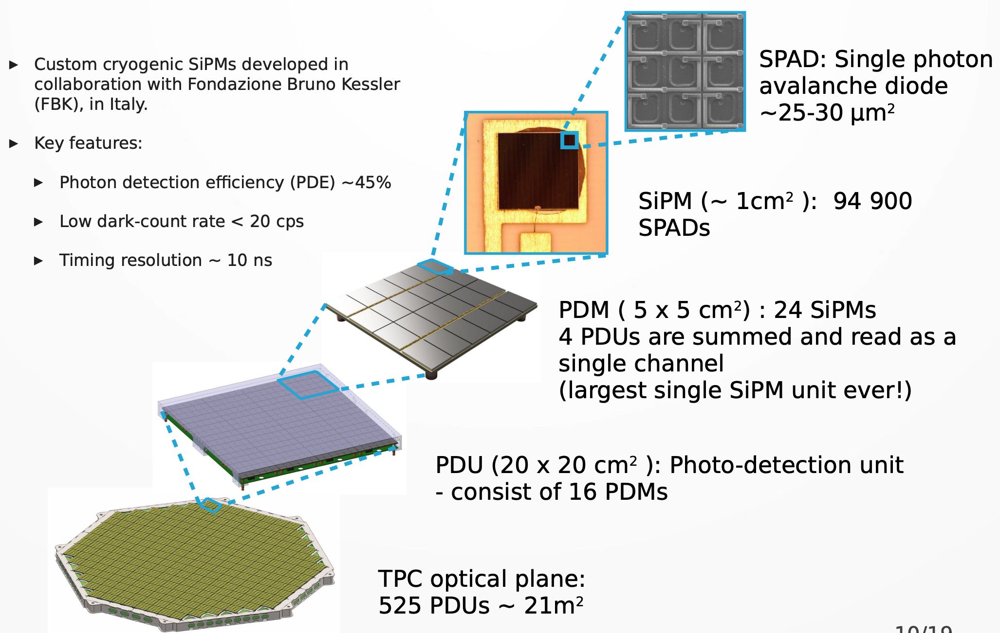 ► Custom cryogenic SiPMs developed in
collaboration with Fondazione Bruno Kessler
(FBK), in Italy.
► Key features:
► Photon detection efficiency (PDE) ~45%
► Low dark-count rate < 20 cps
► Timing resolution ~ 10 ns
SPAD: Single photon
avalanche diode
~25-30 µm²
SiPM (~ 1cm² ):  94 900
SPADs
PDM ( 5 x 5 cm²) : 24 SiPMs
4 PDUs are summed and read as a
single channel
(largest single SiPM unit ever!)
PDU (20 x 20 cm² ): Photo-detection unit
- consist of 16 PDMs
TPC optical plane:
525 PDUs ~ 21m²
10/19